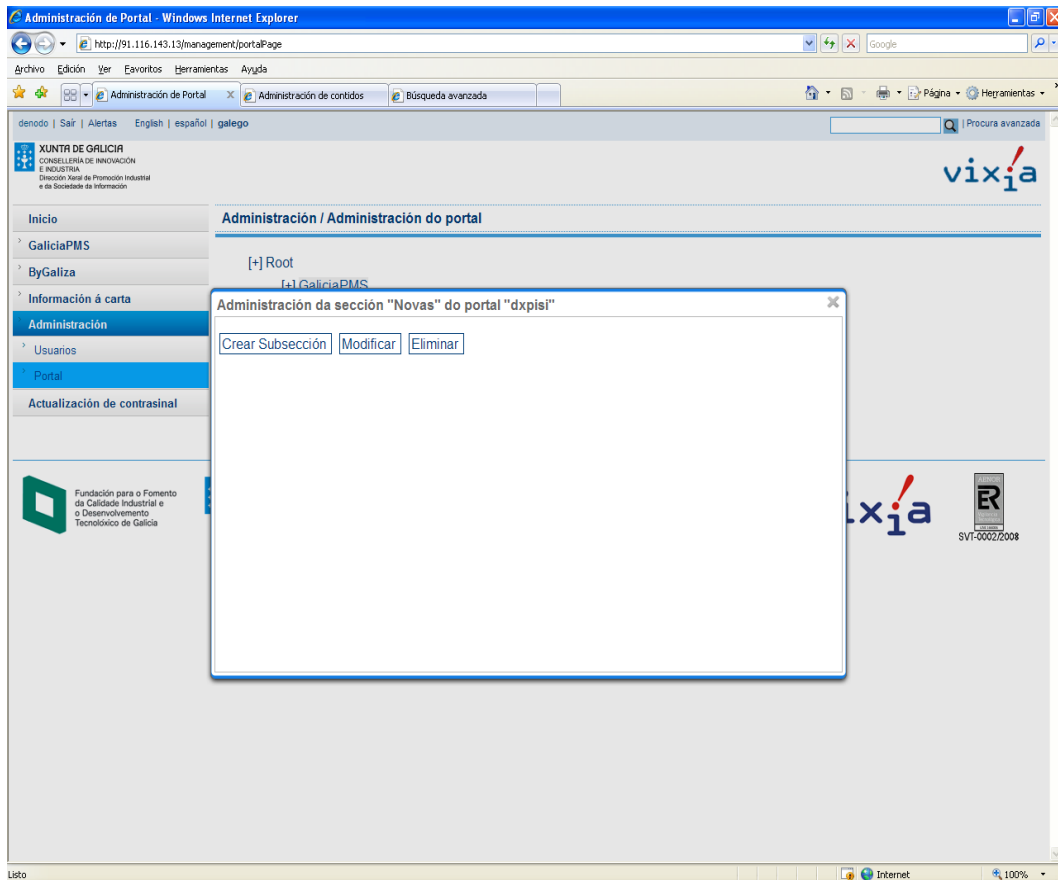 Administración de Portal - Windows Internet Explorer
http://91.116.143.13/management/portalPage
Google
Archivo Edición Ver Favoritos Herramientas Ayuda
Administración de Portal
Administración de contidos
Búsqueda avanzada
Página
Herramientas
denodo | Saír | Alertas English | español | galego
| Procura avanzada
XUNTA DE GALICIA
CONSELLERÍA DE INNOVACIÓN
E INDUSTRIA
Dirección Xeral de Promoción Industrial
e da Sociedade da Información
vixía
Inicio
GaliciaPMS
ByGaliza
Información á carta
Administración
Usuarios
Portal
Actualización de contrasinal
Administración / Administración do portal
[+] Root
[+] GaliciaPMS
Administración da sección "Novas" do portal "dxpisi"
Crear Subsección Modificar Eliminar
Fundación para o Fomento
da Calidade Industrial e
o Desenvolvemento
Tecnolóxico de Galicia
ixía
ER
SVT-0002/2008
Listo
Internet
100%